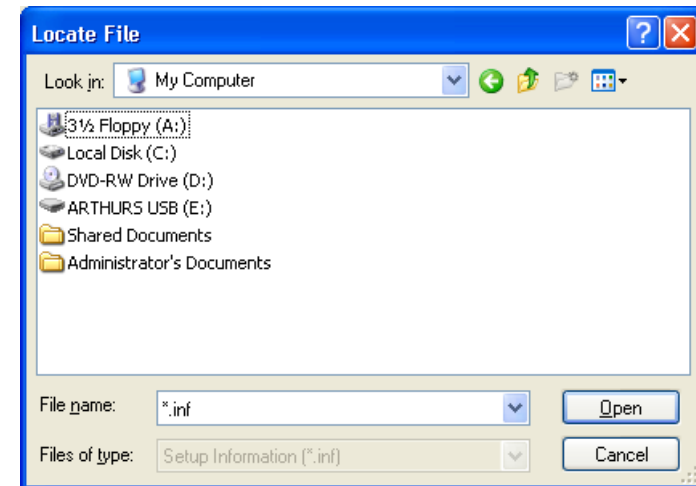 Locate File
Look in: My Computer
3½ Floppy (A:)
Local Disk (C:)
DVD-RW Drive (D:)
ARTHURS USB (E:)
Shared Documents
Administrator's Documents
File name: *.inf Open
Files of type: Setup Information (*.inf) Cancel